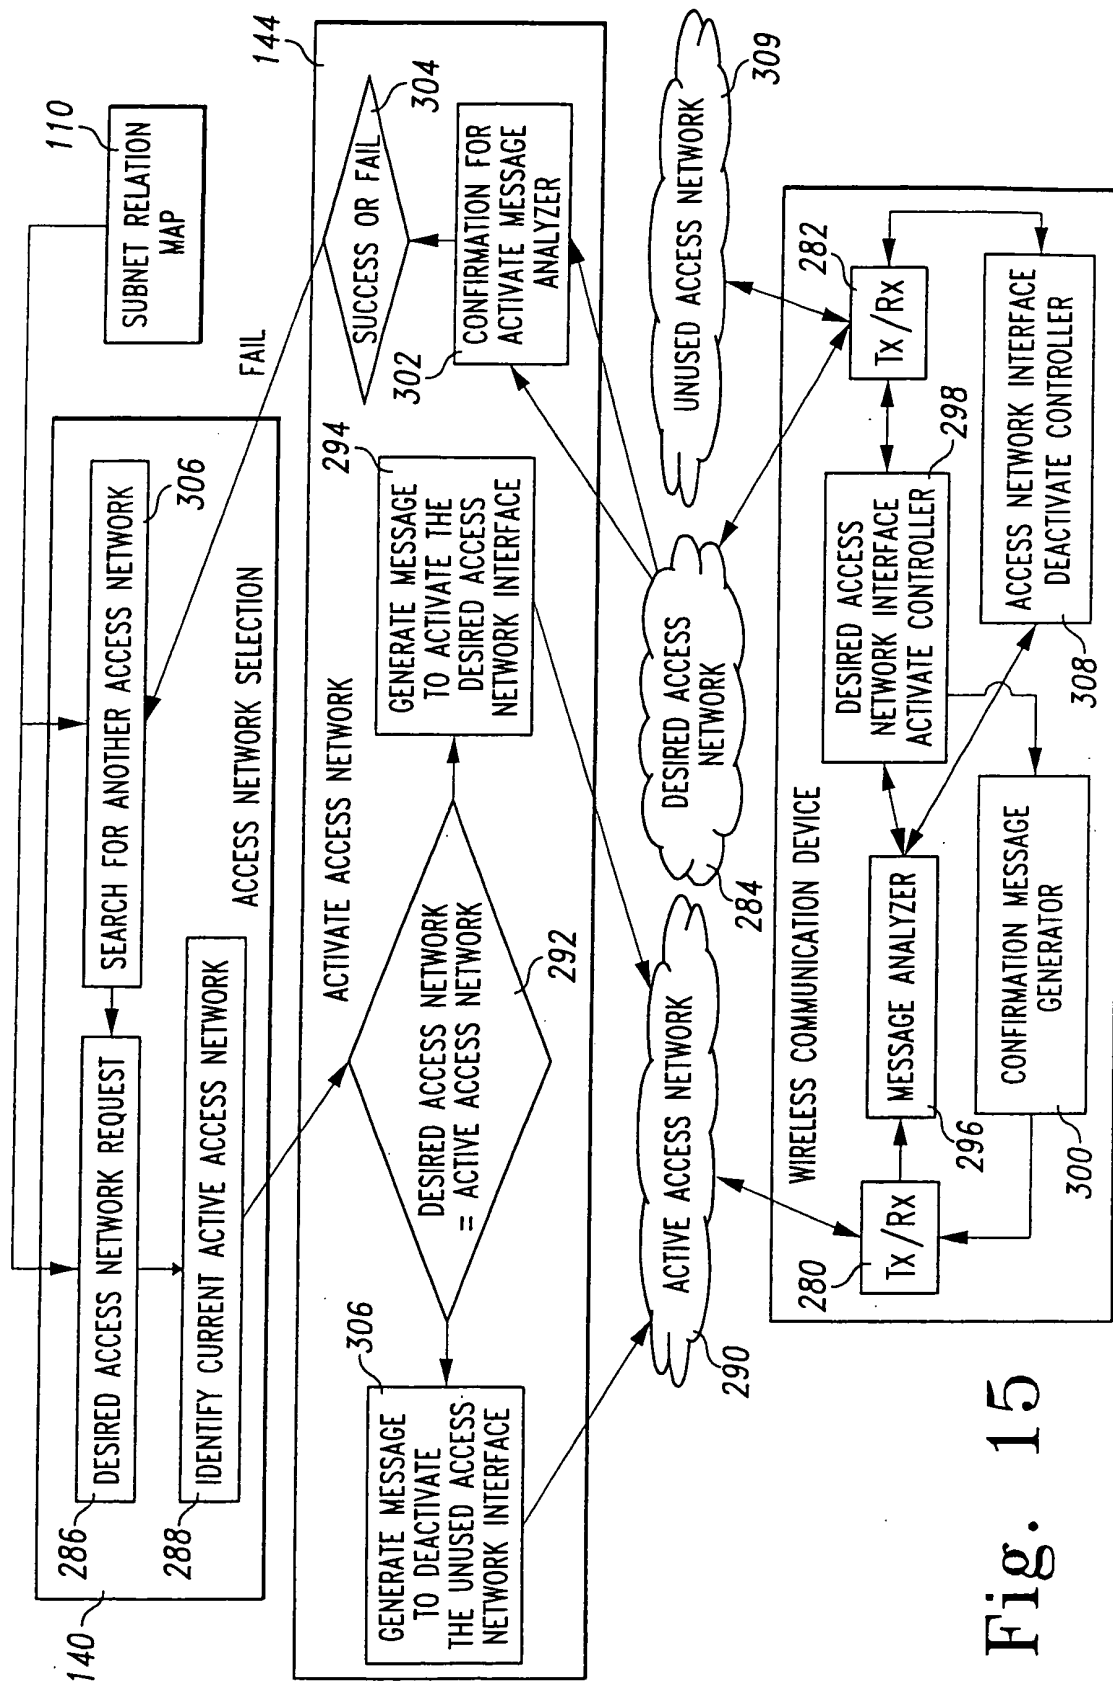 110
SUBNET RELATION
MAP
140
286
DESIRED ACCESS NETWORK REQUEST
SEARCH FOR ANOTHER ACCESS NETWORK
306
288
IDENTIFY CURRENT ACTIVE ACCESS NETWORK
ACCESS NETWORK SELECTION
FAIL
144
ACTIVATE ACCESS NETWORK
306
GENERATE MESSAGE
TO DEACTIVATE
THE UNUSED ACCESS
NETWORK INTERFACE
DESIRED ACCESS NETWORK
= ACTIVE ACCESS NETWORK
292
294
GENERATE MESSAGE
TO ACTIVATE THE
DESIRED ACCESS
NETWORK INTERFACE
SUCCESS OR FAIL
304
302
CONFIRMATION FOR
ACTIVATE MESSAGE
ANALYZER
ACTIVE ACCESS NETWORK
290
DESIRED ACCESS
NETWORK
284
UNUSED ACCESS NETWORK
309
WIRELESS COMMUNICATION DEVICE
280
Tx/Rx
MESSAGE ANALYZER
296
DESIRED ACCESS
NETWORK INTERFACE
ACTIVATE CONTROLLER
298
Tx/Rx
282
300
CONFIRMATION MESSAGE
GENERATOR
308
ACCESS NETWORK INTERFACE
DEACTIVATE CONTROLLER
Fig. 15